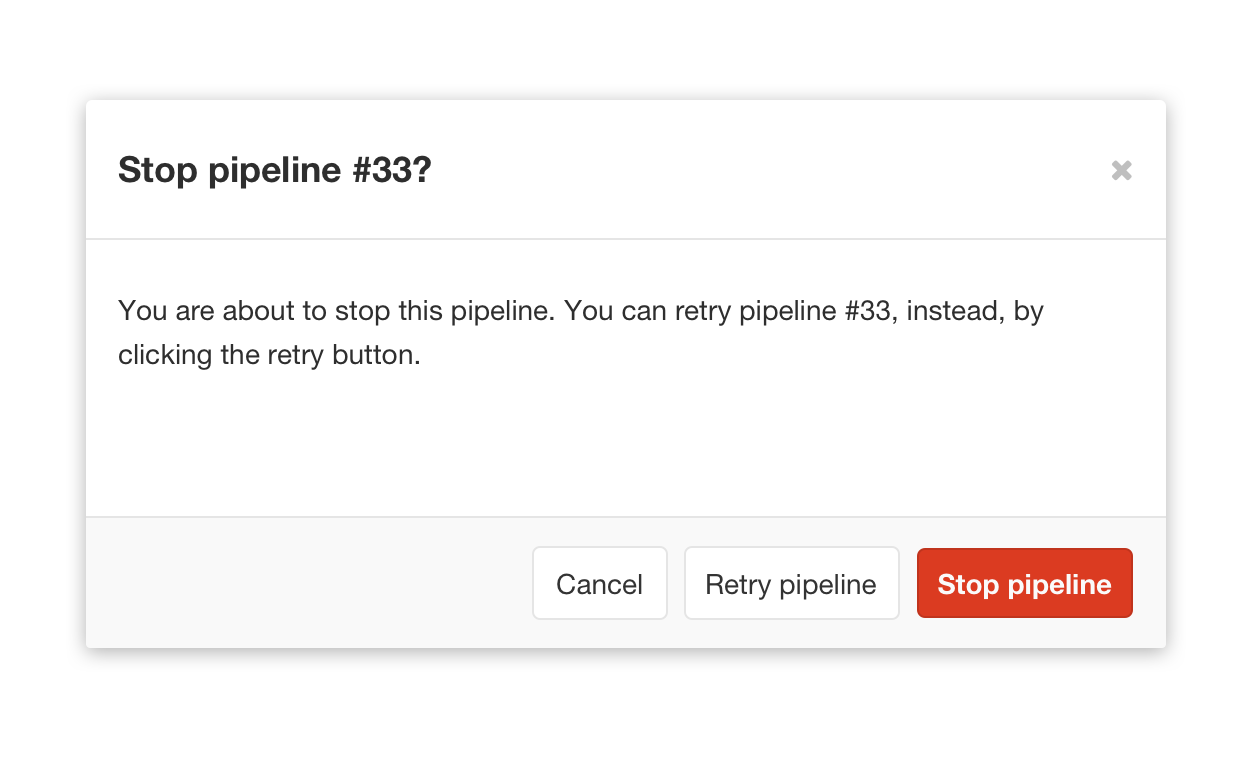 Stop pipeline #33?
You are about to stop this pipeline. You can retry pipeline #33, instead, by
clicking the retry button.
Cancel
Retry pipeline
Stop pipeline